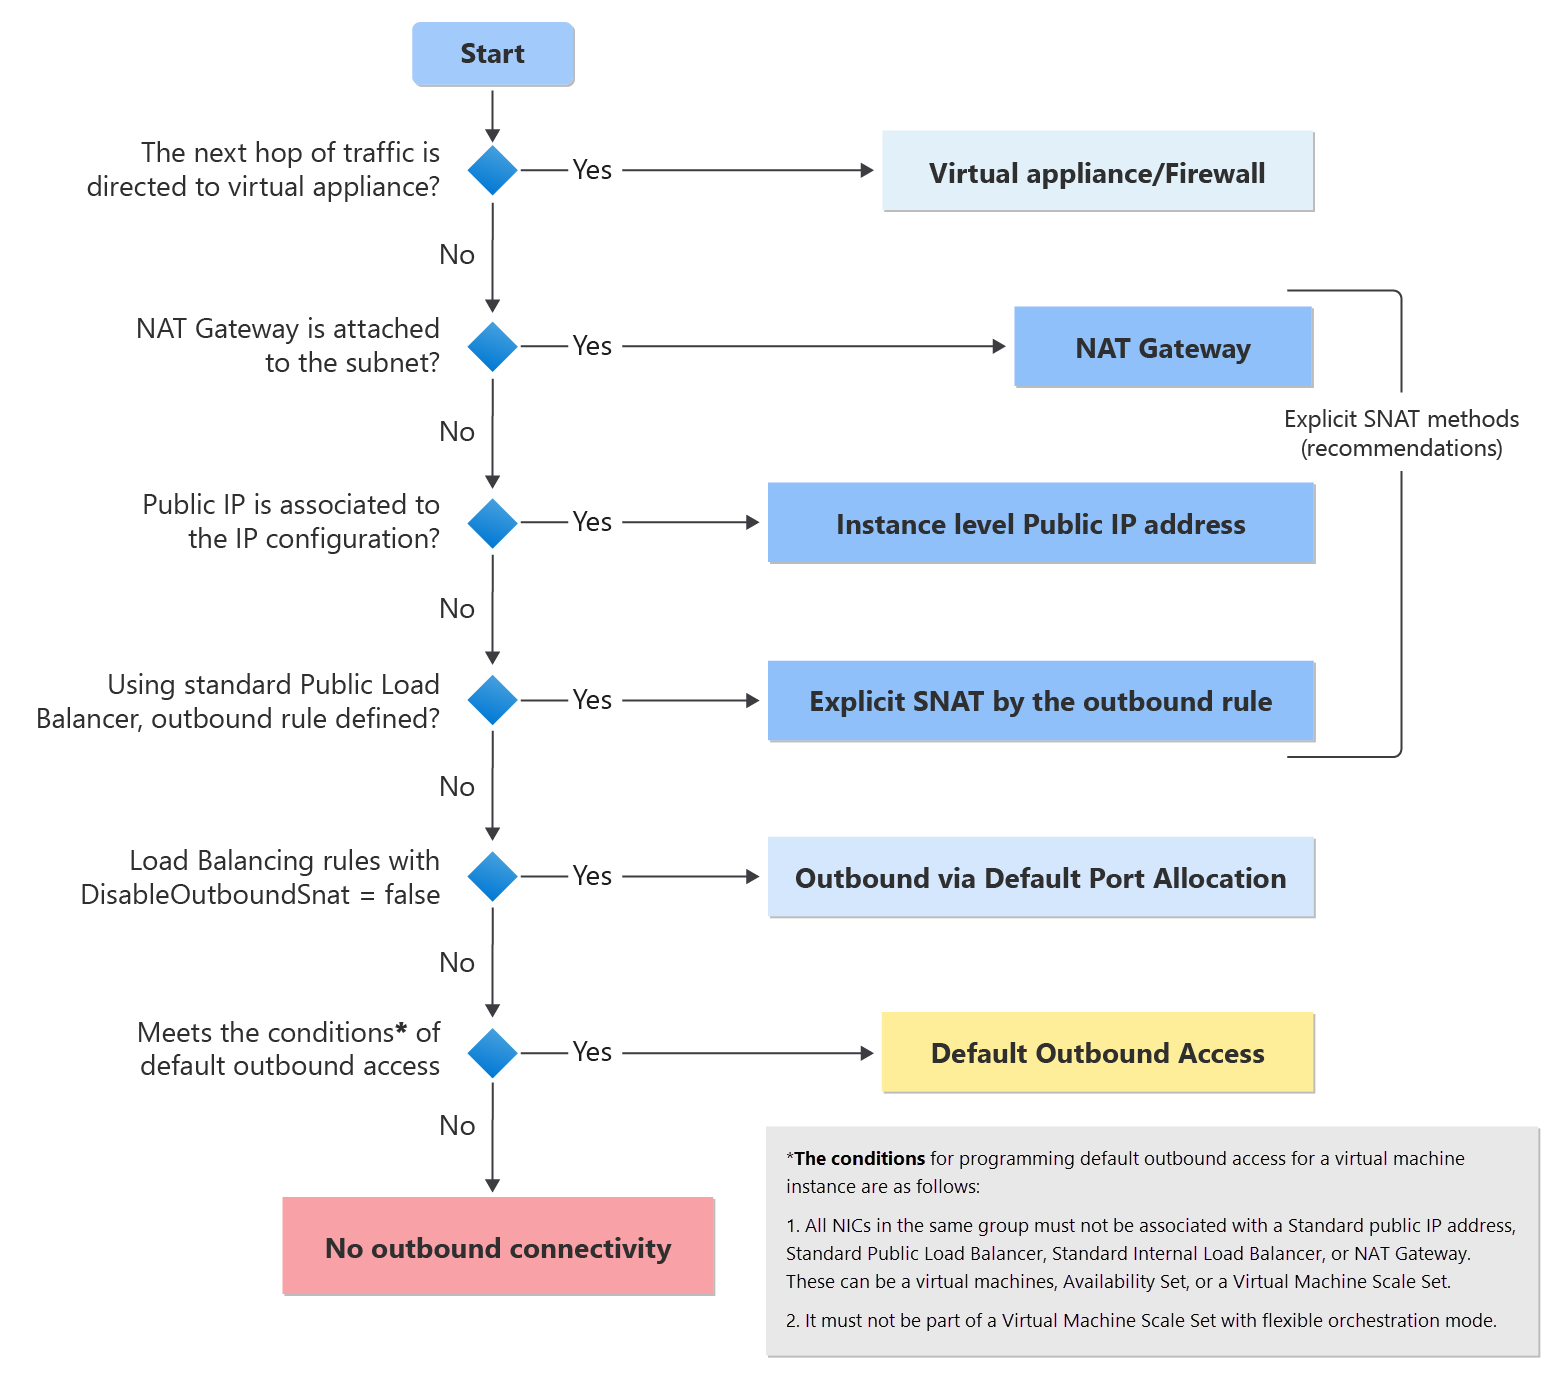 Start
The next hop of traffic is
directed to virtual appliance?
Yes
Virtual appliance/Firewall
No
NAT Gateway is attached
to the subnet?
Yes
NAT Gateway
Explicit SNAT methods
(recommendations)
No
Public IP is associated to
the IP configuration?
Yes
Instance level Public IP address
No
Using standard Public Load
Balancer, outbound rule defined?
Yes
Explicit SNAT by the outbound rule
No
Load Balancing rules with
DisableOutboundSnat = false
Yes
Outbound via Default Port Allocation
No
Meets the conditions* of
default outbound access
Yes
Default Outbound Access
No
No outbound connectivity
*The conditions for programming default outbound access for a virtual machine
instance are as follows:
1. All NICs in the same group must not be associated with a Standard public IP address,
Standard Public Load Balancer, Standard Internal Load Balancer, or NAT Gateway.
These can be a virtual machines, Availability Set, or a Virtual Machine Scale Set.
2. It must not be part of a Virtual Machine Scale Set with flexible orchestration mode.